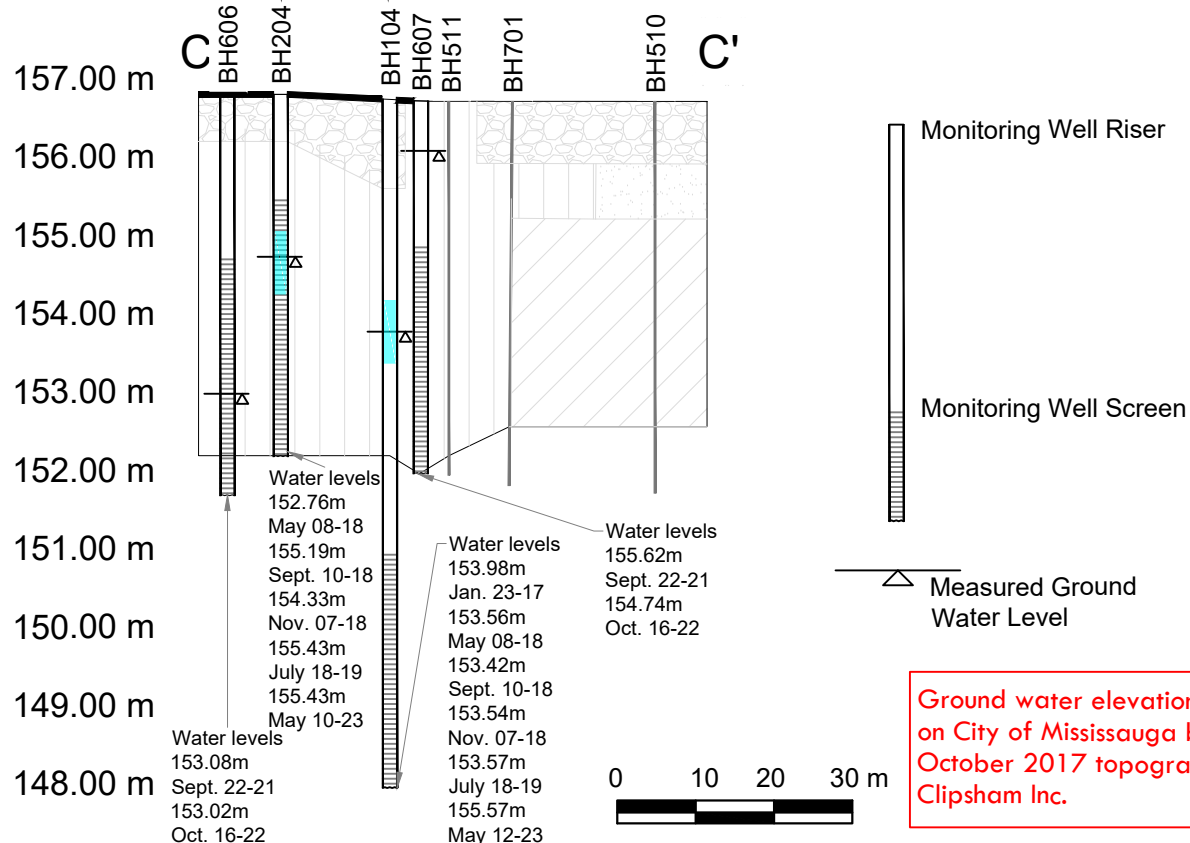 C
BH606
BH204
BH104
BH607
BH511
BH701
BH510
C'
157.00 m
156.00 m
155.00 m
154.00 m
153.00 m
152.00 m
151.00 m
150.00 m
149.00 m
148.00 m
Water levels
153.08m
Sept. 22-21
153.02m
Oct. 16-22
Water levels
152.76m
May 08-18
155.19m
Sept. 10-18
154.33m
Nov. 07-18
155.43m
July 18-19
155.43m
May 10-23
Water levels
153.98m
Jan. 23-17
153.56m
May 08-18
153.42m
Sept. 10-18
153.54m
Nov. 07-18
153.57m
July 18-19
155.57m
May 12-23
Water levels
155.62m
Sept. 22-21
154.74m
Oct. 16-22
0 10 20 30 m
Monitoring Well Riser
Monitoring Well Screen
Measured Ground
Water Level
Ground water elevation
on City of Mississauga b
October 2017 topogra
Clipsham Inc.